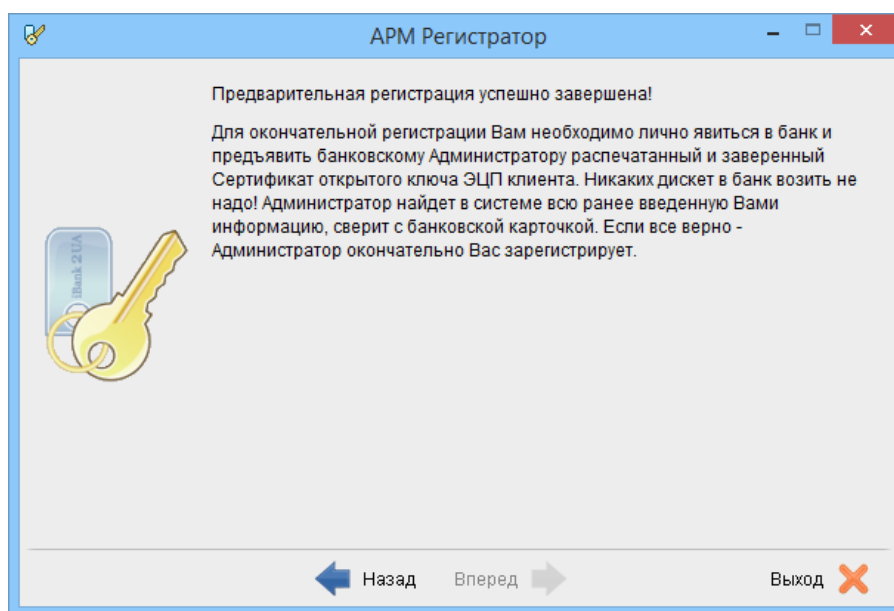 АРМ Регистратор
Предварительная регистрация успешно завершена!
Для окончательной регистрации Вам необходимо лично явиться в банк и
предъявить банковскому Администратору распечатанный и заверенный
Сертификат открытого ключа ЭЦП клиента. Никаких дискет в банк возить не
надо! Администратор найдет в системе всю ранее введенную Вами
информацию, сверит с банковской карточкой. Если все верно -
Администратор окончательно Вас зарегистрирует.
iBank 2 UA
Назад
Вперед
Выход